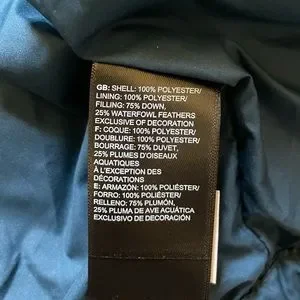 GB: SHELL: 100% POLYESTER/
LINING: 100% POLYESTER/
FILLING: 75% DOWN,
25% WATERFOWL FEATHERS
EXCLUSIVE OF DECORATION
F: COQUE: 100% POLYESTER/
DOUBLURE: 100% POLYESTER/
BOURRAGE: 75% DUVET,
25% PLUMES D'OISEAUX
AQUATIQUES
À L'EXCEPTION DES
DÉCORATIONS
E: ARMAZÓN: 100% POLIÉSTER/
FORRO: 100% POLIÉSTER/
RELLENO: 75% PLUMÓN,
25% PLUMA DE AVE ACUÁTICA
EXCLUSIVO DE DECORACIÓN